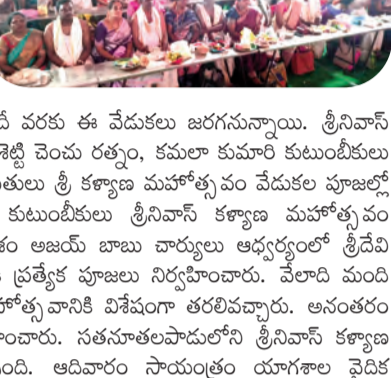 దే వరకు ఈ వేడుకలు జరగనున్నాయి. శ్రీనివాస్
శెట్టి చెంచు రత్నం, కమలా కుమారి కుటుంబీకులు
తులు శ్రీ కళ్యాణ మహోత్సవం వేడుకల పూజల్లో
కుటుంబీకులు శ్రీనివాస్ కళ్యాణ మహోత్సవం
శం అజయ్ బాబు చార్యులు ఆధ్వర్యంలో శ్రీదేవి
ప్రత్యేక పూజలు నిర్వహించారు. వేలాది మంది
హోత్సవానికి విశేషంగా తరలివచ్చారు. అనంతరం
ంచారు. సతనూతలపాడులోని శ్రీనివాస్ కళ్యాణ
ంది. ఆదివారం సాయంత్రం యాగశాల వైదిక